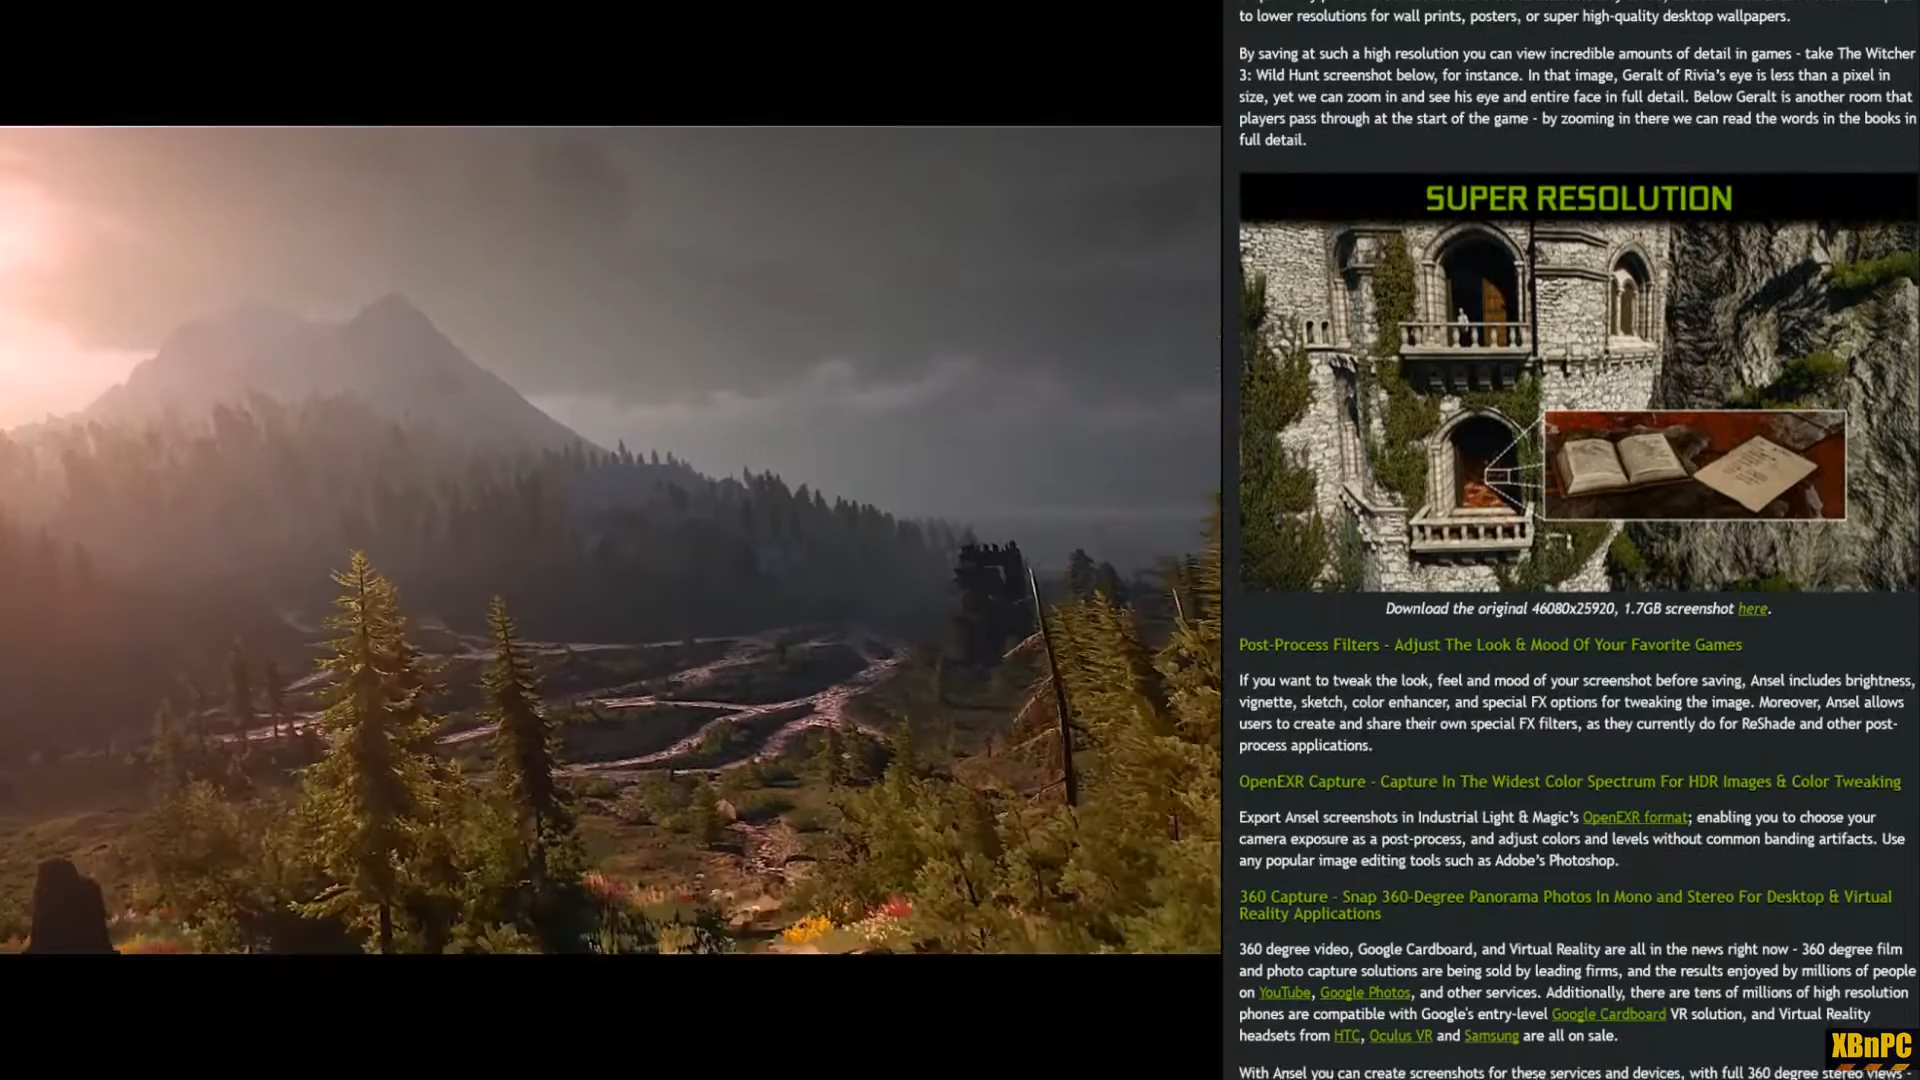 to lower resolutions for wall prints, posters, or super high-quality desktop wallpapers.
By saving at such a high resolution you can view incredible amounts of detail in games - take The Witcher
3: Wild Hunt screenshot below, for instance. In that image, Geralt of Rivia's eye is less than a pixel in
size, yet we can zoom in and see his eye and entire face in full detail. Below Geralt is another room that
players pass through at the start of the game - by zooming in there we can read the words in the books in
full detail.
SUPER RESOLUTION
Download the original 46080x25920, 1.7GB screenshot here.
Post-Process Filters - Adjust The Look & Mood Of Your Favorite Games
If you want to tweak the look, feel and mood of your screenshot before saving, Ansel includes brightness,
vignette, sketch, color enhancer, and special FX options for tweaking the image. Moreover, Ansel allows
users to create and share their own special FX filters, as they currently do for ReShade and other post-
process applications.
OpenEXR Capture - Capture In The Widest Color Spectrum For HDR Images & Color Tweaking
Export Ansel screenshots in Industrial Light & Magic's OpenEXR format; enabling you to choose your
camera exposure as a post-process, and adjust colors and levels without common banding artifacts. Use
any popular image editing tools such as Adobe's Photoshop.
360 Capture - Snap 360-Degree Panorama Photos In Mono and Stereo For Desktop & Virtual
Reality Applications
360 degree video, Google Cardboard, and Virtual Reality are all in the news right now - 360 degree film
and photo capture solutions are being sold by leading firms, and the results enjoyed by millions of people
on YouTube, Google Photos, and other services. Additionally, there are tens of millions of high resolution
phones are compatible with Google's entry-level Google Cardboard VR solution, and Virtual Reality
headsets from HTC, Oculus VR and Samsung are all on sale.
With Ansel you can create screenshots for these services and devices, with full 360 degree stereo views -
XBnPC